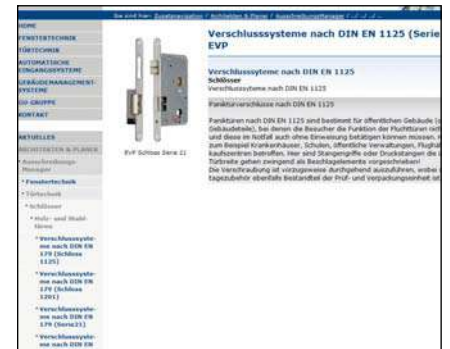 Sie sind hier: Zusatznavigation / Architekten & Planer / Ausschreibungsmanager / ../ ../ ../ -
HOME
FENSTERTECHNIK
TÜRTECHNIK
AUTOMATISCHE
EINGANGSSYSTEME
GEBÄUDEMANAGEMENT-
SYSTEME
GU-GRUPPE
KONTAKT
AKTUELLES
ARCHITEKTEN & PLANER
Ausschreibungs-
Manager
Fenstertechnik
Türtechnik
Schlösser
Holz- und Stahl-
türen
Verschlusssyste-
me nach DIN EN
179 (Schloss
1125)
Verschlusssyste-
me nach DIN EN
179 (Schloss
1201)
Verschlusssyste-
me nach DIN EN
179 (Serie21)
Verschlusssyste-
me nach DIN EN
EVP Schloss Serie 21
Verschlusssysteme nach DIN EN 1125 (Serie
EVP
Verschlusssyteme nach DIN EN 1125
Schlösser
Verschlusssysteme nach DIN EN 1125
Paniktürverschlüsse nach DIN EN 1125
Paniktüren nach DIN EN 1125 sind bestimmt für öffentlichen Gebäude (o
Gebäudeteile), bei denen die Besucher die Funktion der Fluchttüren nich
und diese im Notfall auch ohne Einweisung betätigen können müssen.
zum Beispiel Krankenhäuser, Schulen, öffentliche Verwaltungen, Flughä
kaufszentren betroffen. Hier sind Stangengriffe oder Druckstangen die
Türbreite gehen zwingend als Beschlagelemente vorgeschrieben!
Die Verschraubung ist vorzugsweise durchgehend auszuführen, wobei
tagezubehör ebenfalls Bestandteil der Prüf- und Verpackungseinheit ist